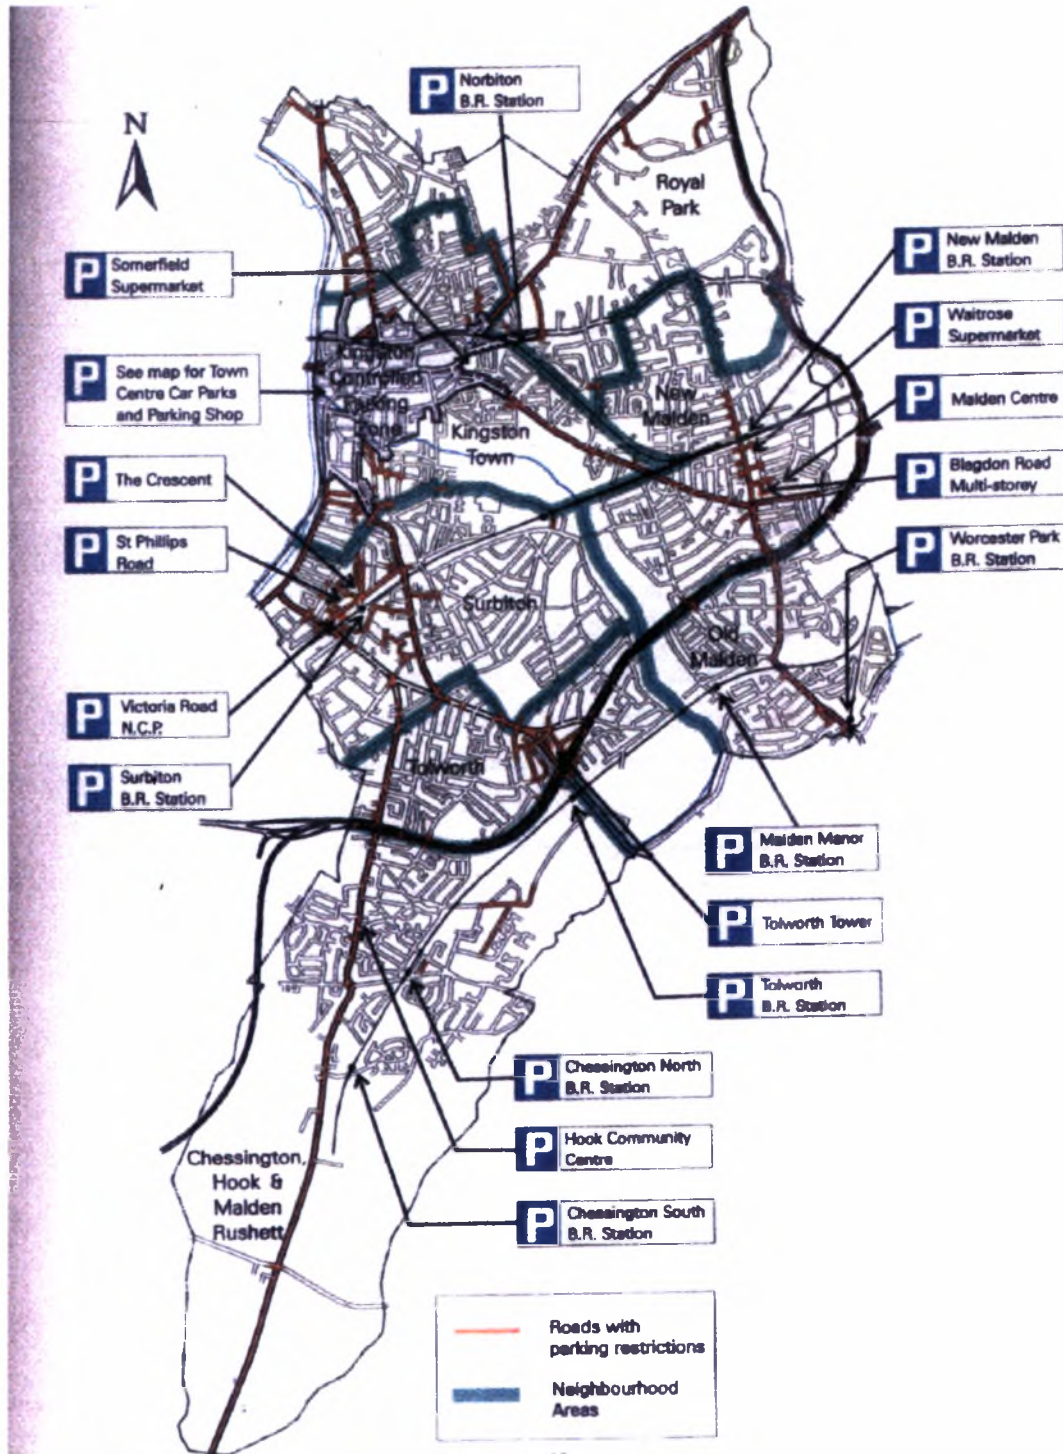 P
Norbiton
B.R. Station
N
Royal
Park
P
Somerfield
Supermarket
P
New Malden
B.R. Station
P
Waitrose
Supermarket
P
See map for Town
Centre Car Parks
and Parking Shop
Kingston
Controlled
Parking
Zone
Kingston
Town
New
Malden
P
Malden Centre
P
The Crescent
P
Blagdon Road
Multi-storey
P
St Phillips
Road
P
Worcester Park
B.R. Station
Surbiton
Old
Malden
P
Victoria Road
N.C.P.
P
Surbiton
B.R. Station
Tolworth
P
Malden Manor
B.R. Station
P
Tolworth Tower
P
Tolworth
B.R. Station
P
Chessington North
B.R. Station
P
Hook Community
Centre
Chessington,
Hook &
Malden
Rushett
P
Chessington South
B.R. Station
Roads with
parking restrictions
Neighbourhood
Areas